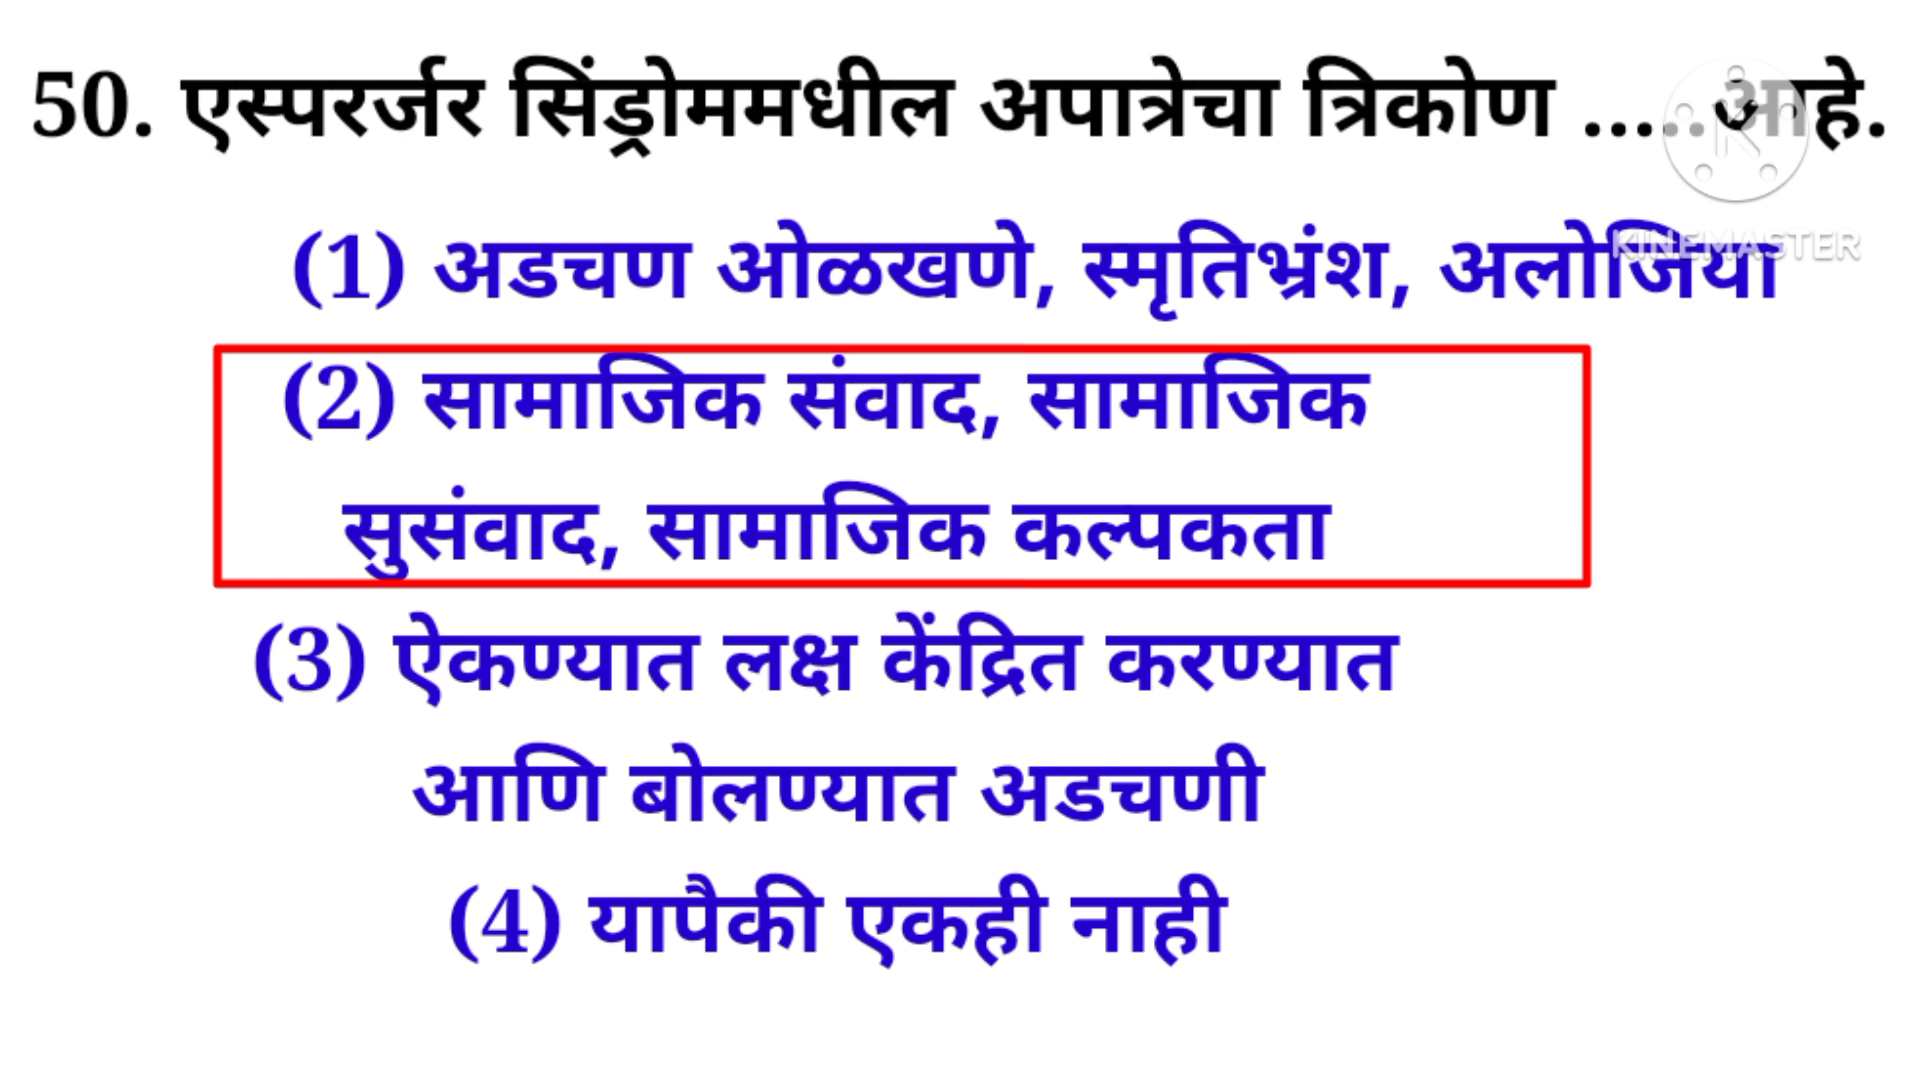 50. एस्परर्जर सिंड्रोममधील अपात्रेचा त्रिकोण .....आहे.
(1) अडचण ओळखणे, स्मृतिभ्रंश, अलोजिया
(2) सामाजिक संवाद, सामाजिक
सुसंवाद, सामाजिक कल्पकता
(3) ऐकण्यात लक्ष केंद्रित करण्यात
आणि बोलण्यात अडचणी
(4) यापैकी एकही नाही
KINEMASTER